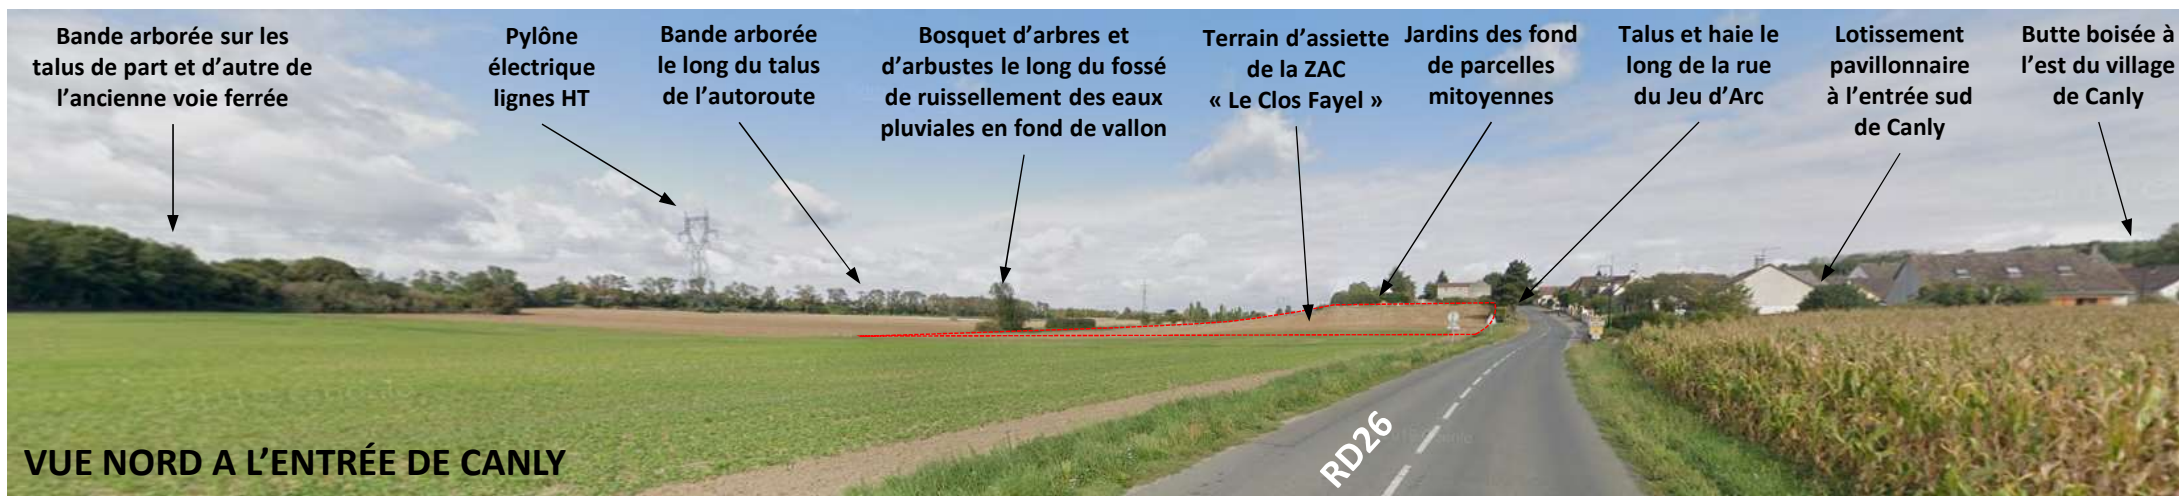 Bande arborée sur les
talus de part et d’autre de
l’ancienne voie ferrée
Pylône
électrique
lignes HT
Bande arborée
le long du talus
de l’autoroute
Bosquet d’arbres et
d’arbustes le long du fossé
de ruissellement des eaux
pluviales en fond de vallon
Terrain d’assiette
de la ZAC
« Le Clos Fayel »
Jardins des fond
de parcelles
mitoyennes
Talus et haie le
long de la rue
du Jeu d’Arc
Lotissement
pavillonnaire
à l’entrée sud
de Canly
Butte boisée à
l’est du village
de Canly
RD26
VUE NORD A L’ENTRÉE DE CANLY